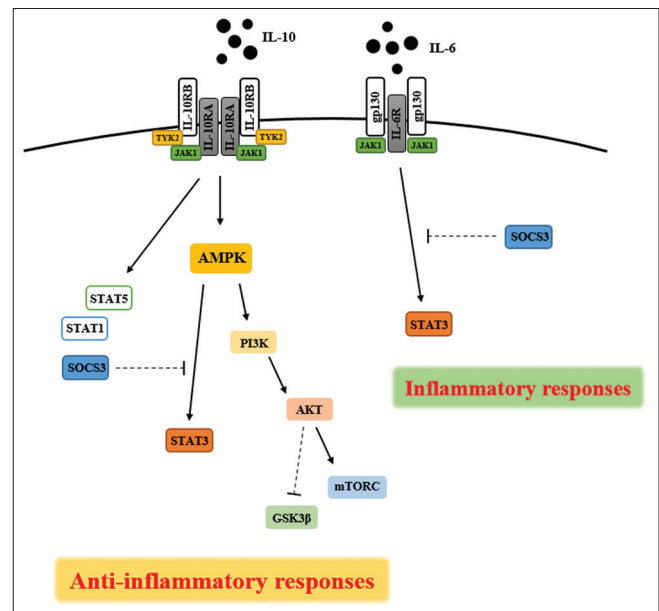 IL-10
IL-6
IL-10RB
IL-10RA
IL-10RA
IL-10RB
TYK2
JAK1
JAK1
TYK2
gp130
IL-6R
gp130
JAK1
JAK1
AMPK
SOCS3
STAT5
STAT1
SOCS3
PI3K
STAT3
STAT3
Inflammatory responses
AKT
mTORC
GSK3β
Anti-inflammatory responses